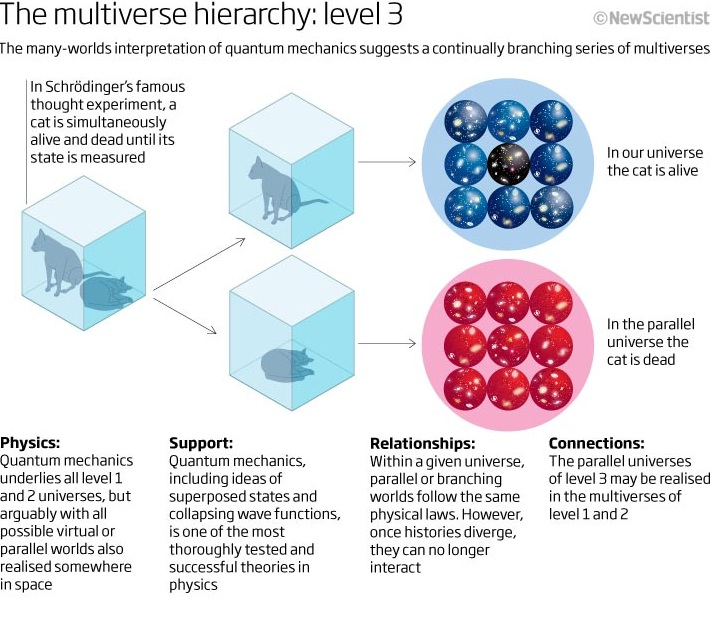 The multiverse hierarchy: level 3
©NewScientist
The many-worlds interpretation of quantum mechanics suggests a continually branching series of multiverses
In Schrödinger's famous
thought experiment, a
cat is simultaneously
alive and dead until its
state is measured
In our universe
the cat is alive
In the parallel
universe the
cat is dead
Physics:
Quantum mechanics
underlies all level 1
and 2 universes, but
arguably with all
possible virtual or
parallel worlds also
realised somewhere
in space
Support:
Quantum mechanics,
including ideas of
superposed states and
collapsing wave functions,
is one of the most
thoroughly tested and
successful theories in
physics
Relationships:
Within a given universe,
parallel or branching
worlds follow the same
physical laws. However,
once histories diverge,
they can no longer
interact
Connections:
The parallel universes
of level 3 may be realised
in the multiverses of
level 1 and 2